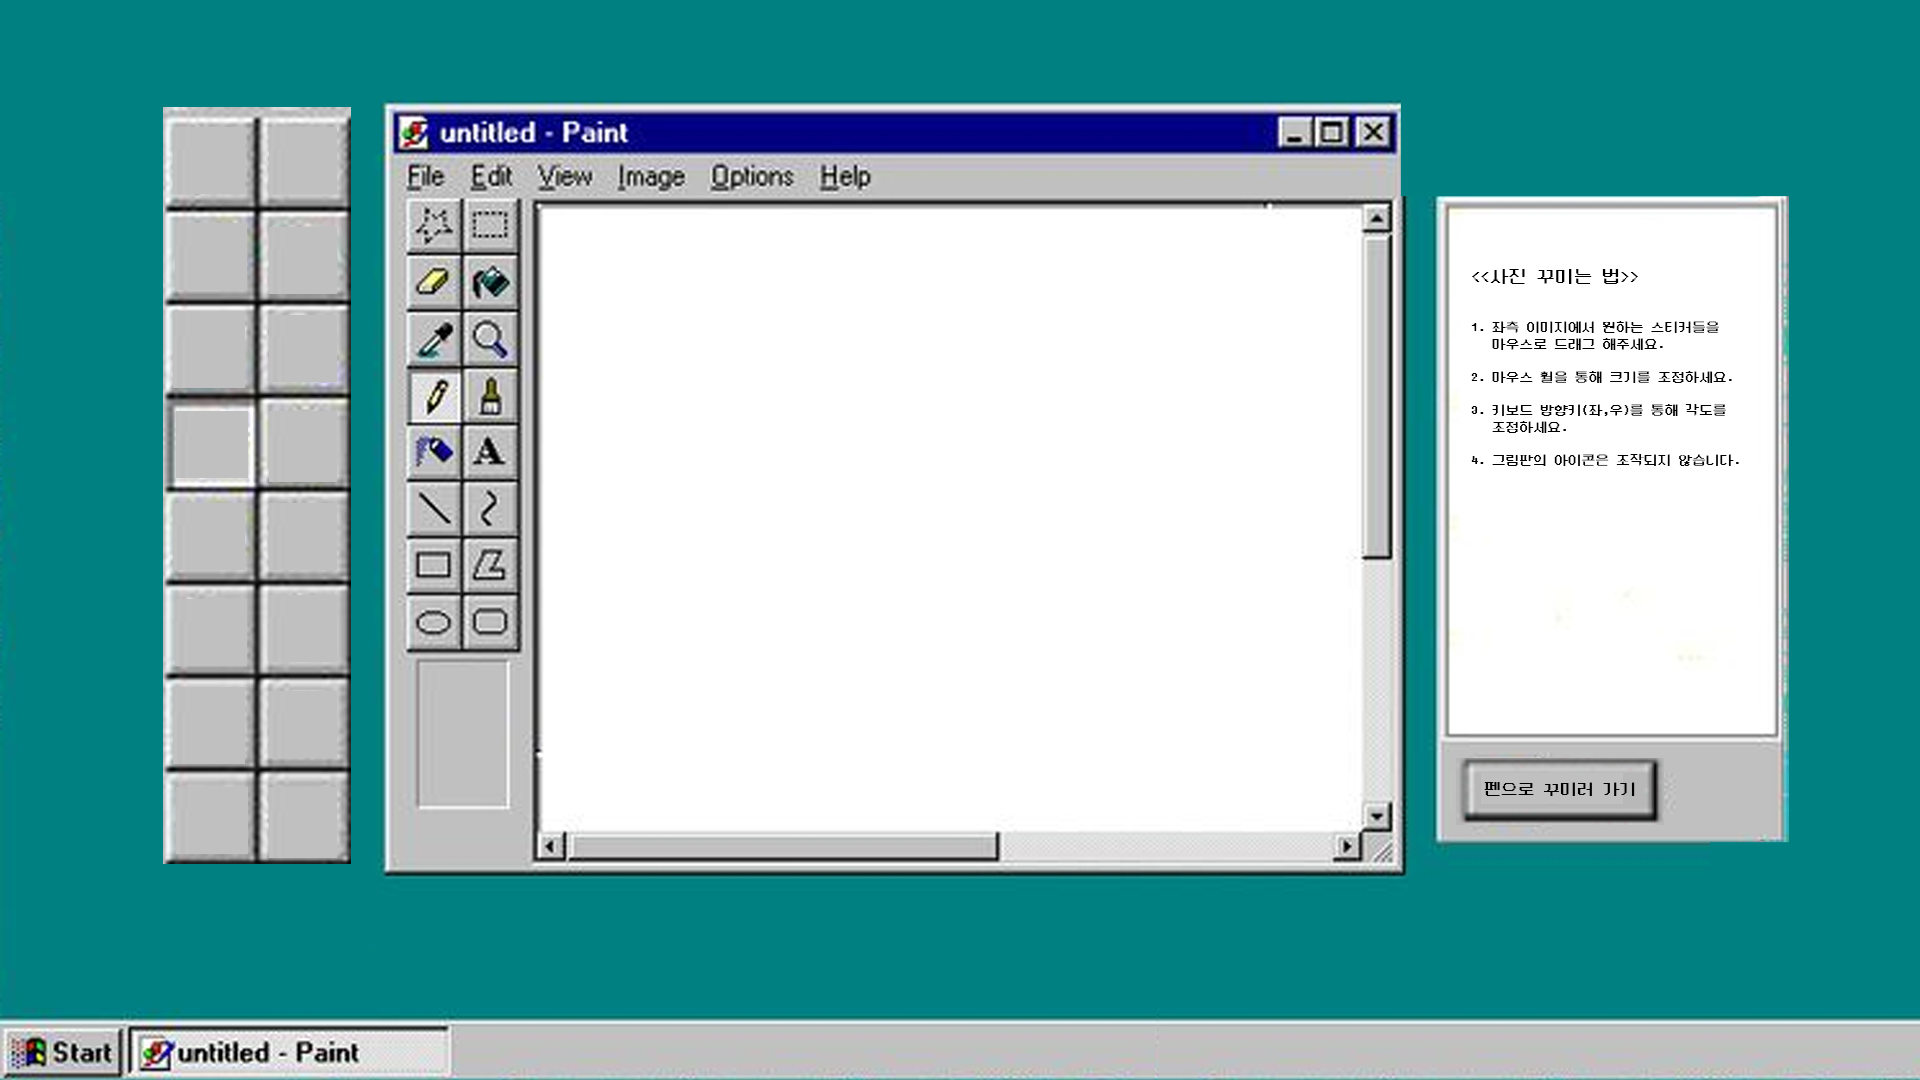 untitled - Paint
File Edit View Image Options Help
A
<<사진 꾸미는 법>>
1. 좌측 이미지에서 원하는 스티커들을
마우스로 드래그 해주세요.
2. 마우스 휠을 통해 크기를 조정하세요.
3. 키보드 방향키(좌,우)를 통해 각도를
조정하세요.
4. 그림판의 아이콘은 조작되지 않습니다.
펜으로 꾸미러 가기
Start
untitled - Paint